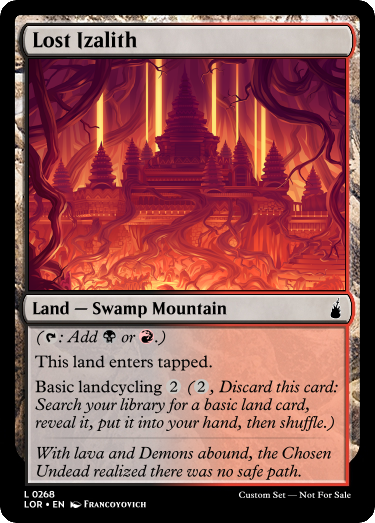 Lost Izalith
Land — Swamp Mountain
(: Add or .)
This land enters tapped.
Basic landcycling 2 (2, Discard this card:
Search your library for a basic land card,
reveal it, put it into your hand, then shuffle.)
With lava and Demons abound, the Chosen
Undead realized there was no safe path.
L 0268
LOR • EN Francoyovich
Custom Set — Not For Sale